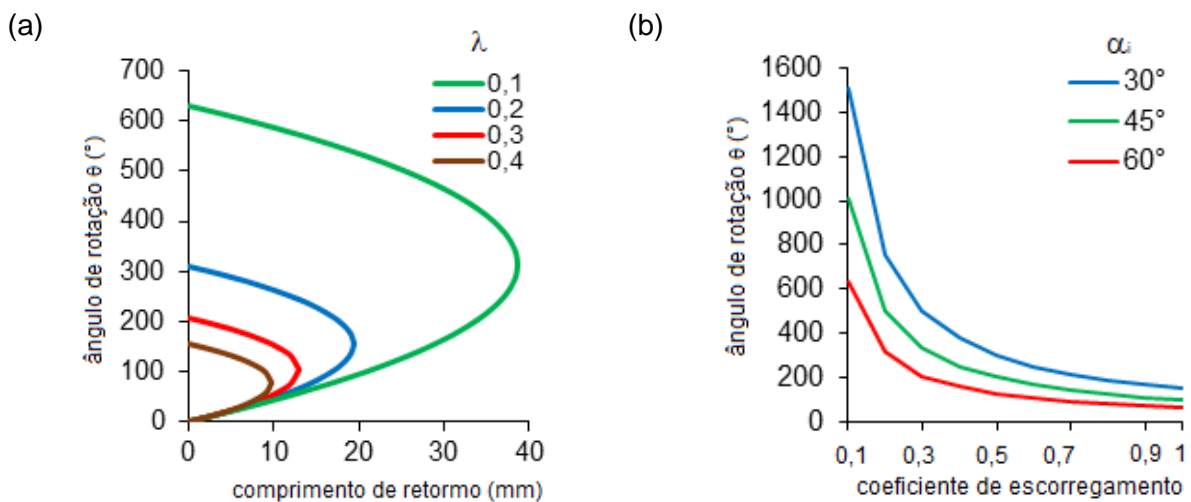 (a)
λ
0,1
0,2
0,3
0,4
700
600
500
400
300
200
100
0
ângulo de rotação θ (°)
0 10 20 30 40
comprimento de retormo (mm)
(b)
αi
30°
45°
60°
1600
1400
1200
1000
800
600
400
200
0
ângulo de rotação θ (°)
0,1 0,3 0,5 0,7 0,9 1
coeficiente de escorregamento